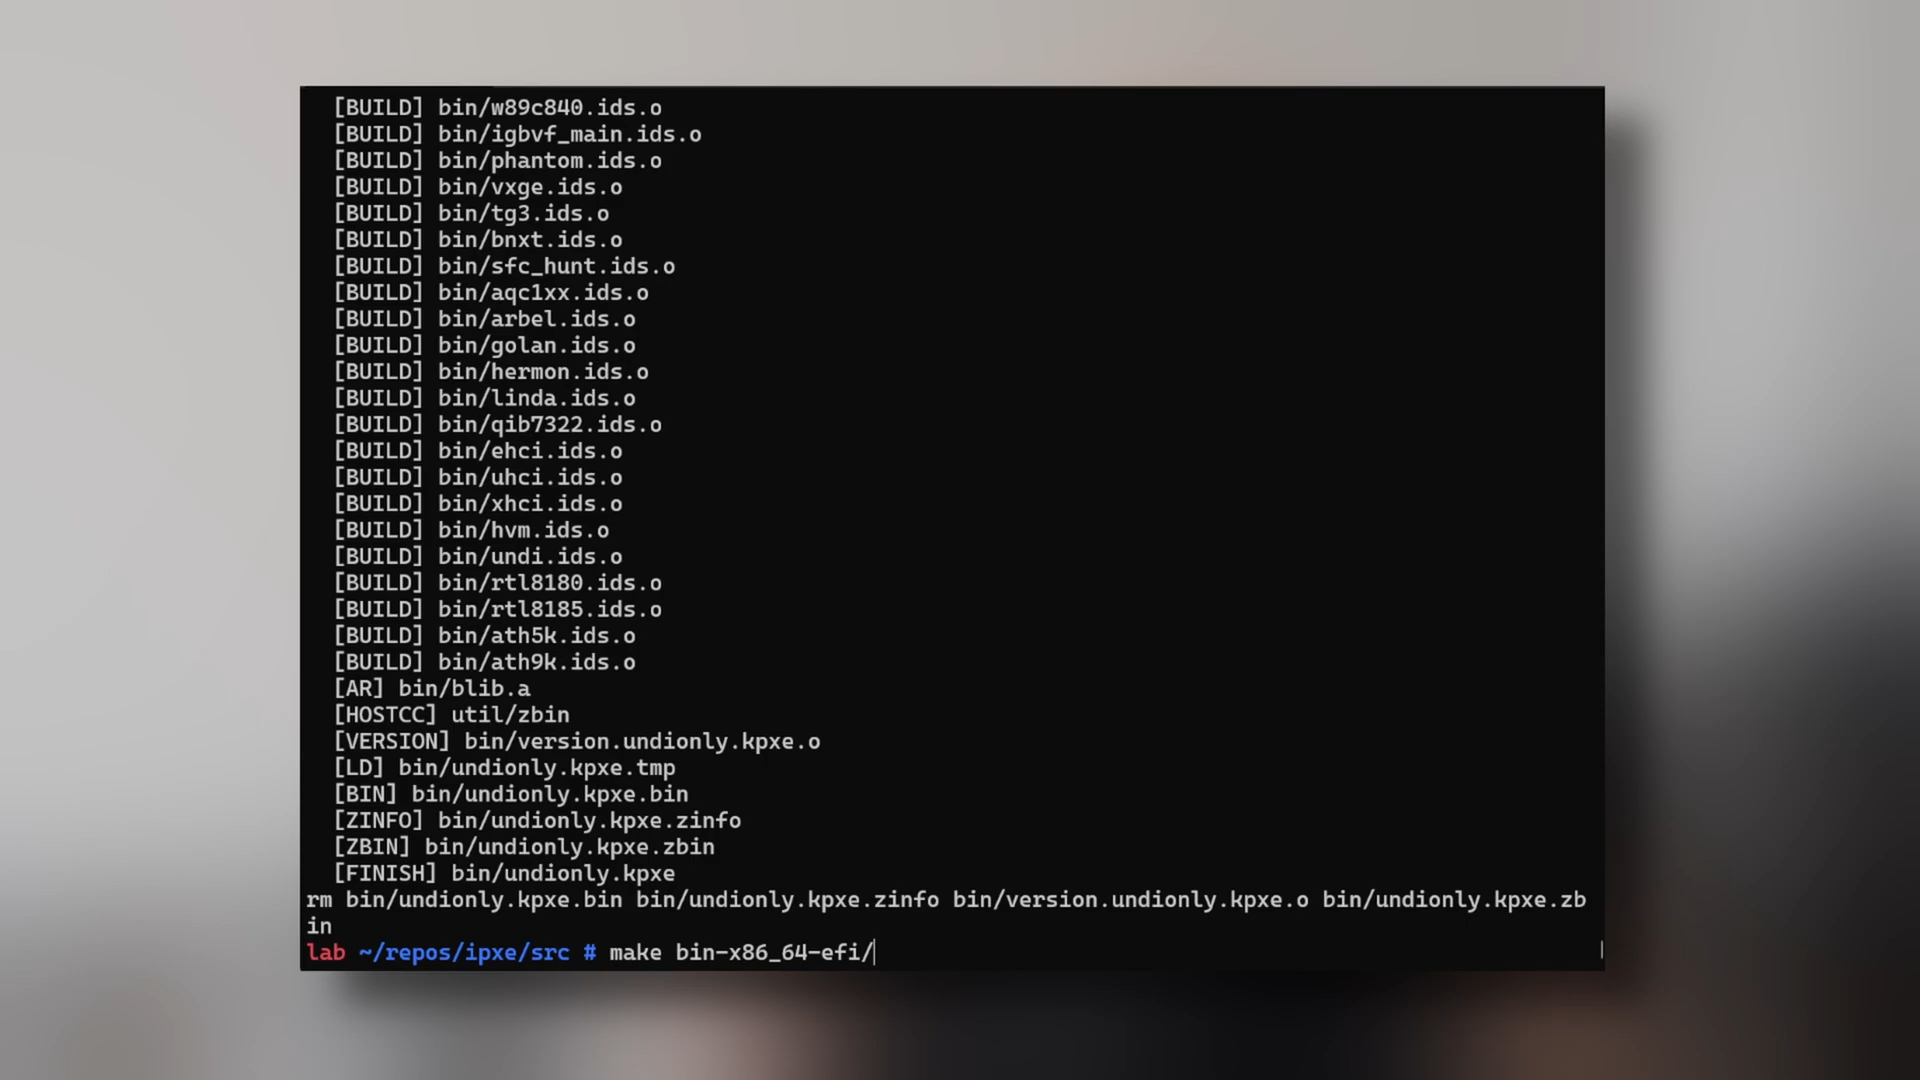 [BUILD] bin/w89c840.ids.o
[BUILD] bin/igbvf_main.ids.o
[BUILD] bin/phantom.ids.o
[BUILD] bin/vxge.ids.o
[BUILD] bin/tg3.ids.o
[BUILD] bin/bnxt.ids.o
[BUILD] bin/sfc_hunt.ids.o
[BUILD] bin/aqc1xx.ids.o
[BUILD] bin/arbel.ids.o
[BUILD] bin/golan.ids.o
[BUILD] bin/hermon.ids.o
[BUILD] bin/linda.ids.o
[BUILD] bin/qib7322.ids.o
[BUILD] bin/ehci.ids.o
[BUILD] bin/uhci.ids.o
[BUILD] bin/xhci.ids.o
[BUILD] bin/hvm.ids.o
[BUILD] bin/undi.ids.o
[BUILD] bin/rtl8180.ids.o
[BUILD] bin/rtl8185.ids.o
[BUILD] bin/ath5k.ids.o
[BUILD] bin/ath9k.ids.o
[AR] bin/blib.a
[HOSTCC] util/zbin
[VERSION] bin/version.undionly.kpxe.o
[LD] bin/undionly.kpxe.tmp
[BIN] bin/undionly.kpxe.bin
[ZINFO] bin/undionly.kpxe.zinfo
[ZBIN] bin/undionly.kpxe.zbin
[FINISH] bin/undionly.kpxe
rm bin/undionly.kpxe.bin bin/undionly.kpxe.zinfo bin/version.undionly.kpxe.o bin/undionly.kpxe.zb
in
lab ~/repos/ipxe/src # make bin-x86_64-efi/